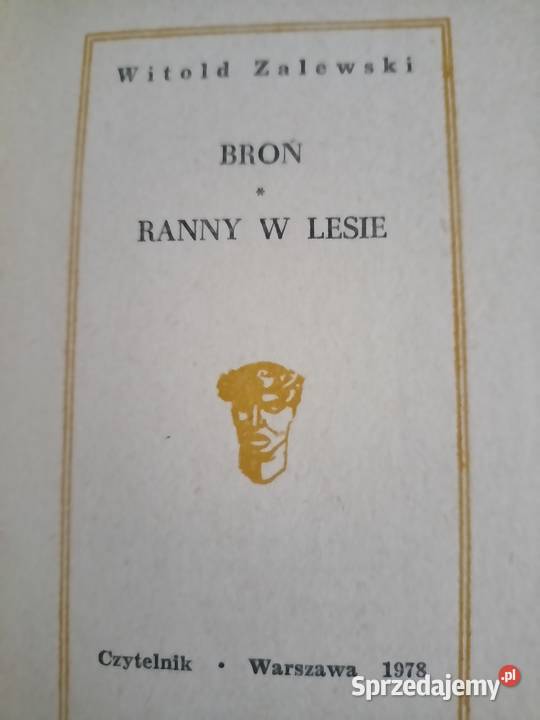 Witold Zalewski
BROŃ
*
RANNY W LESIE
Czytelnik • Warszawa 1978
Sprzedajemy.pl